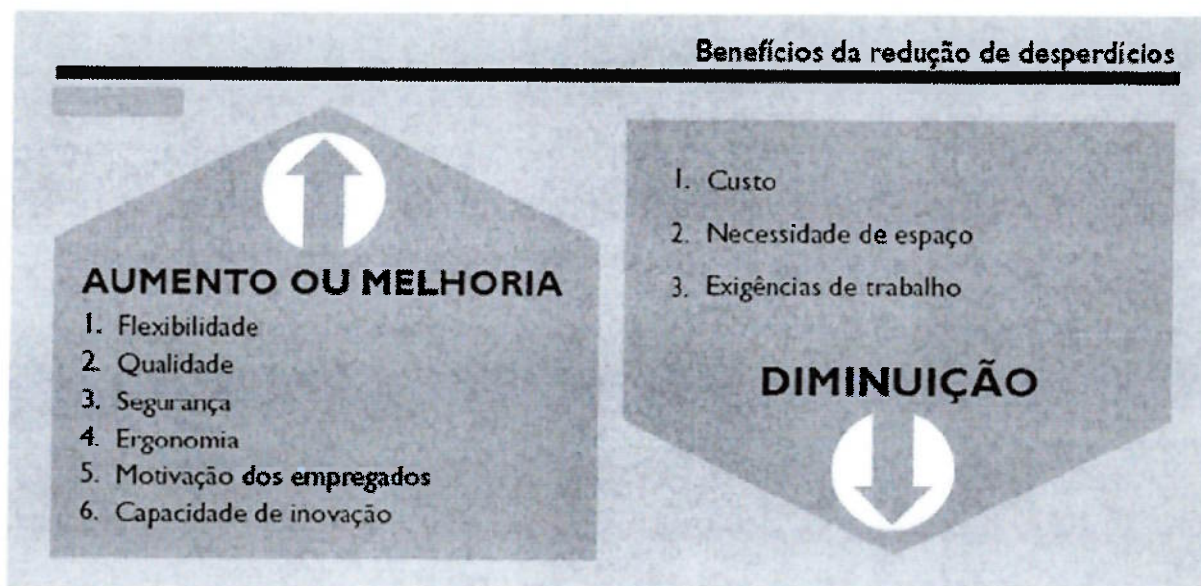 Benefícios da redução de desperdícios
AUMENTO OU MELHORIA
1. Flexibilidade
2. Qualidade
3. Segurança
4. Ergonomia
5. Motivação dos empregados
6. Capacidade de inovação
1. Custo
2. Necessidade de espaço
3. Exigências de trabalho
DIMINUIÇÃO